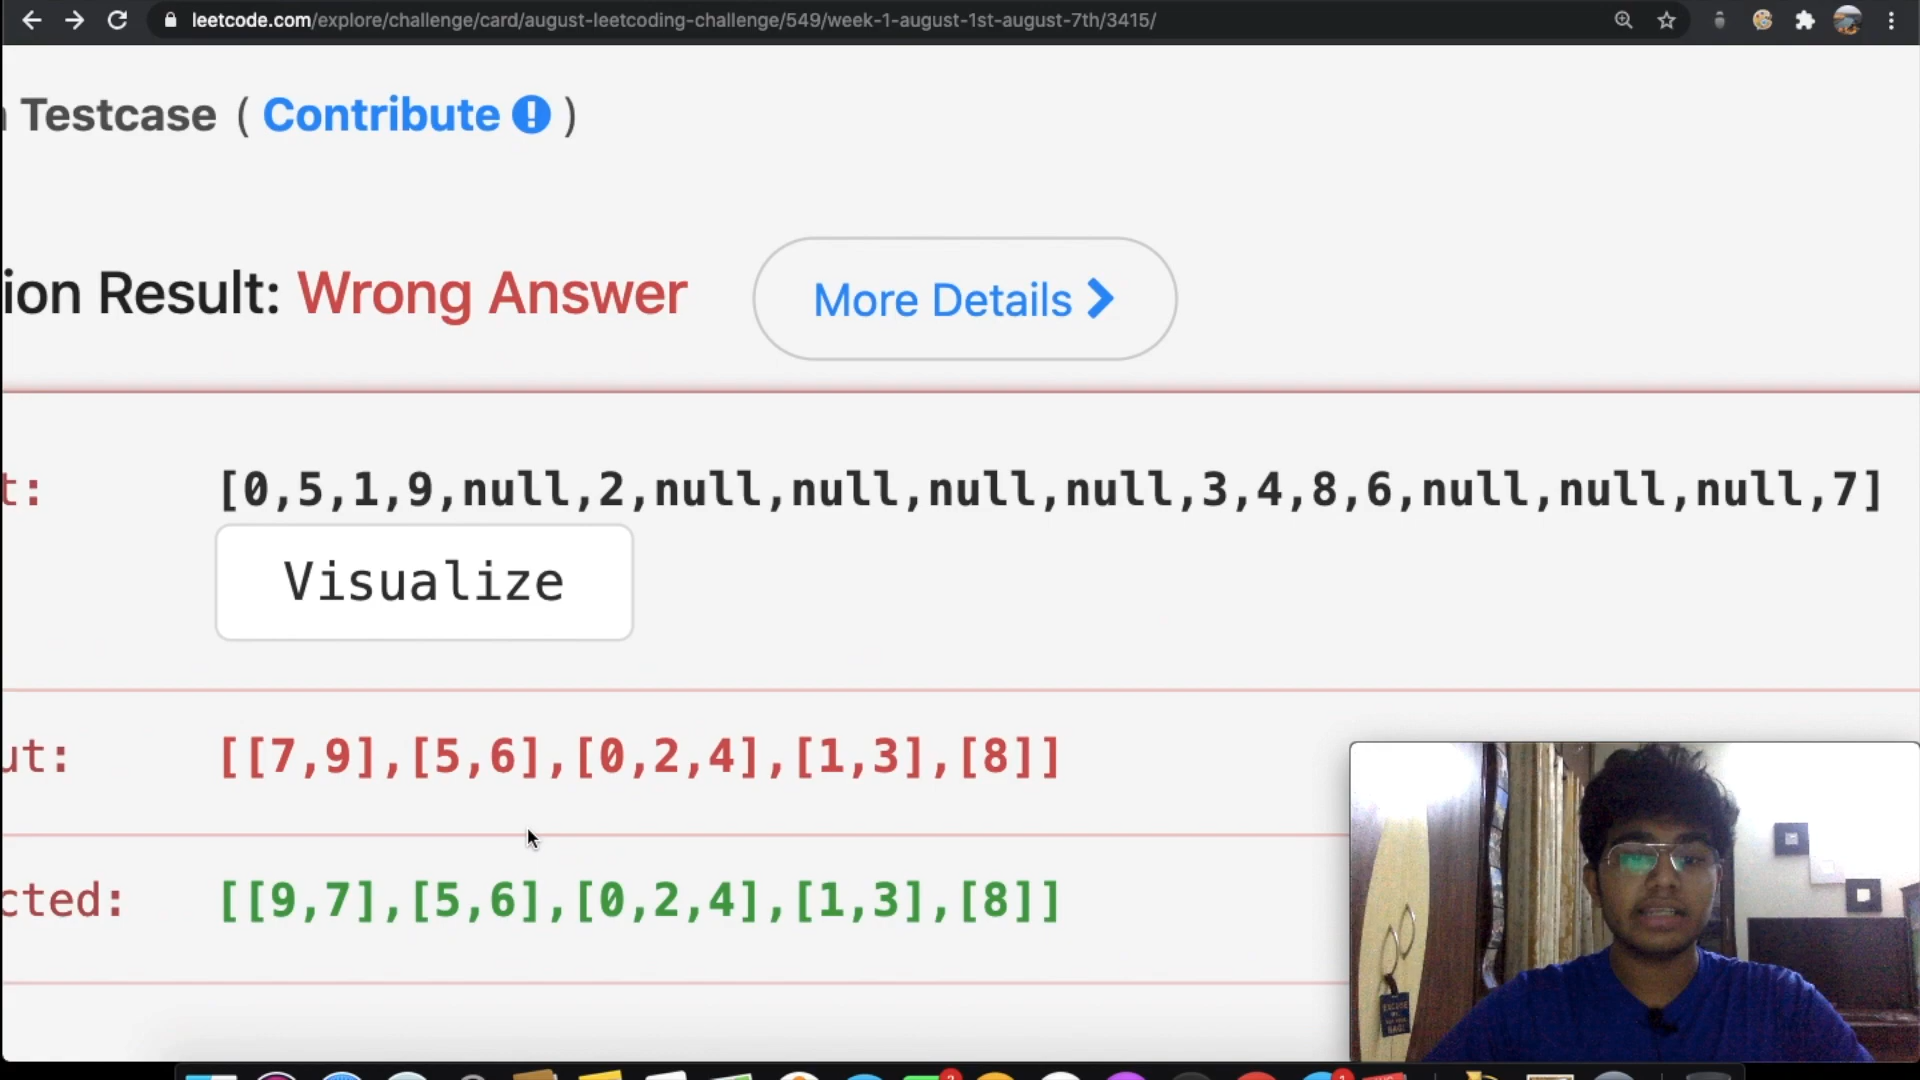 leetcode.com/explore/challenge/card/august-leetcoding-challenge/549/week-1-august-1st-august-7th/3415/
Testcase ( Contribute ! )
ion Result: Wrong Answer
More Details
t: [0,5,1,9,null,2,null,null,null,null,3,4,8,6,null,null,null,7]
Visualize
ut: [[7,9],[5,6],[0,2,4],[1,3],[8]]
cted: [[9,7],[5,6],[0,2,4],[1,3],[8]]